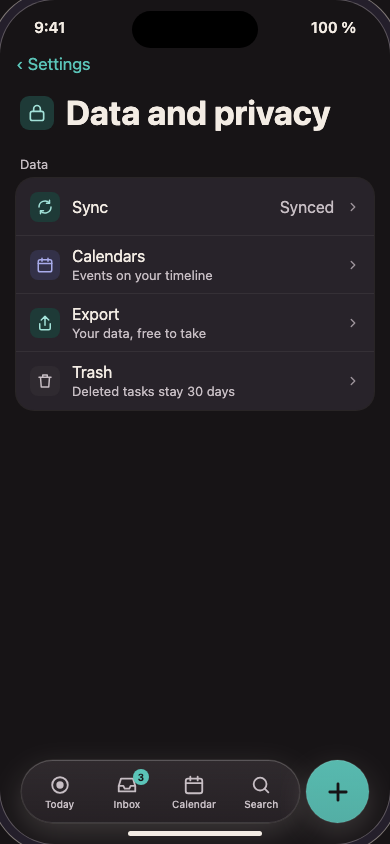 9:41
100 %
‹ Settings
Data and privacy
Data
Sync
Synced
Calendars
Events on your timeline
Export
Your data, free to take
Trash
Deleted tasks stay 30 days
3
Today
Inbox
Calendar
Search